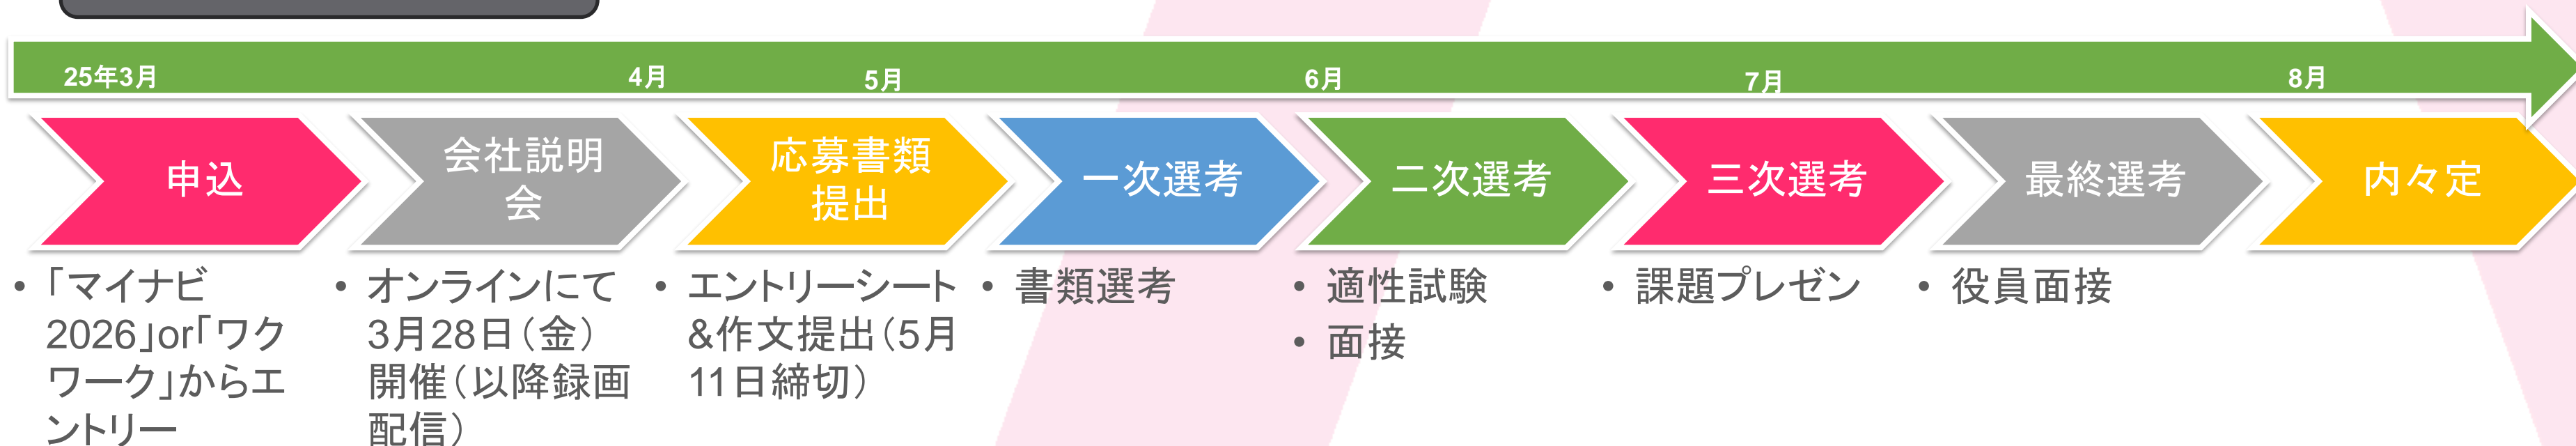 25年3月 4月 5月 6月 7月 8月
申込
会社説明
会
応募書類
提出
一次選考
二次選考
三次選考
最終選考
内々定
• 「マイナビ
2026」or「ワク
ワーク」からエ
ントリー
• オンラインにて
3月28日（金）
開催（以降録画
配信）
• エントリーシート
&作文提出（5月
11日締切）
• 書類選考
• 適性試験
• 面接
• 課題プレゼン
• 役員面接